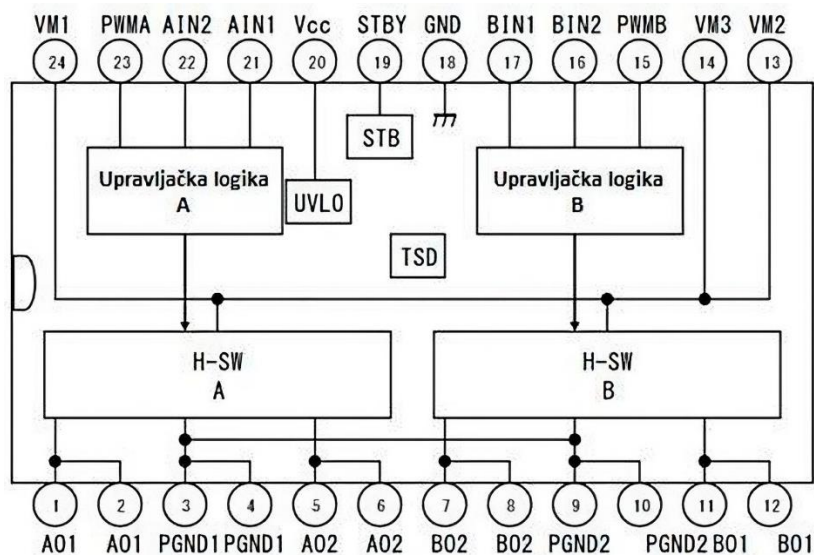 VM1 PWMA AIN2 AIN1 Vcc STBY GND BIN1 BIN2 PWMB VM3 VM2
24 23 22 21 20 19 18 17 16 15 14 13
STB
Upravljačka logika
A
Upravljačka logika
B
UVLO
TSD
H-SW
A
H-SW
B
1 2 3 4 5 6 7 8 9 10 11 12
AO1 AO1 PGND1 PGND1 AO2 AO2 BO2 BO2 PGND2 PGND2 BO1 BO1